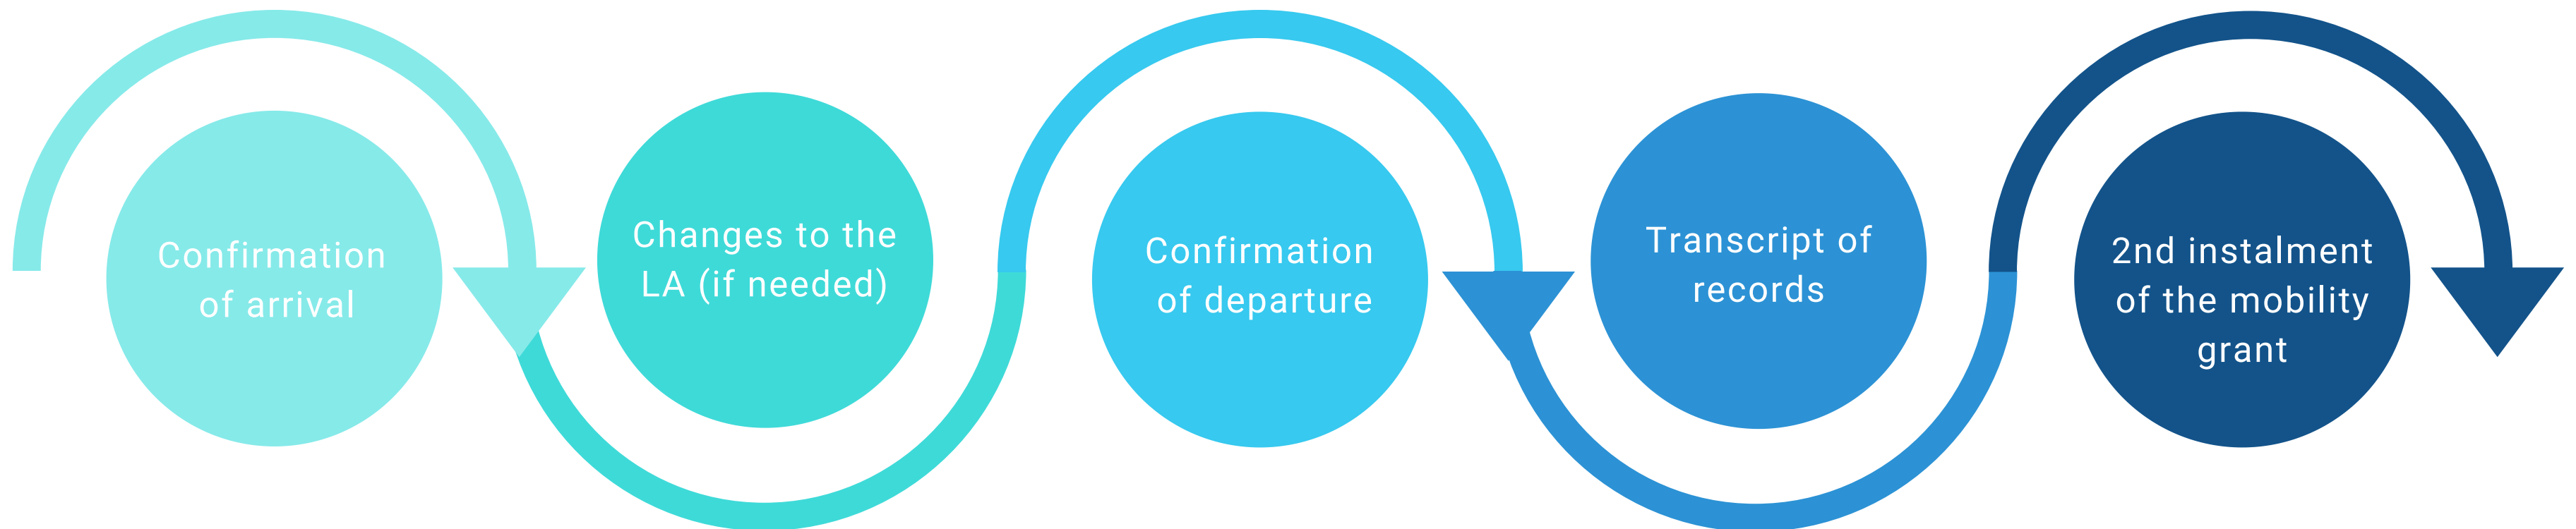 Confirmation
of arrival
Changes to the
LA (if needed)
Confirmation
of departure
Transcript of
records
2nd instalment
of the mobility
grant